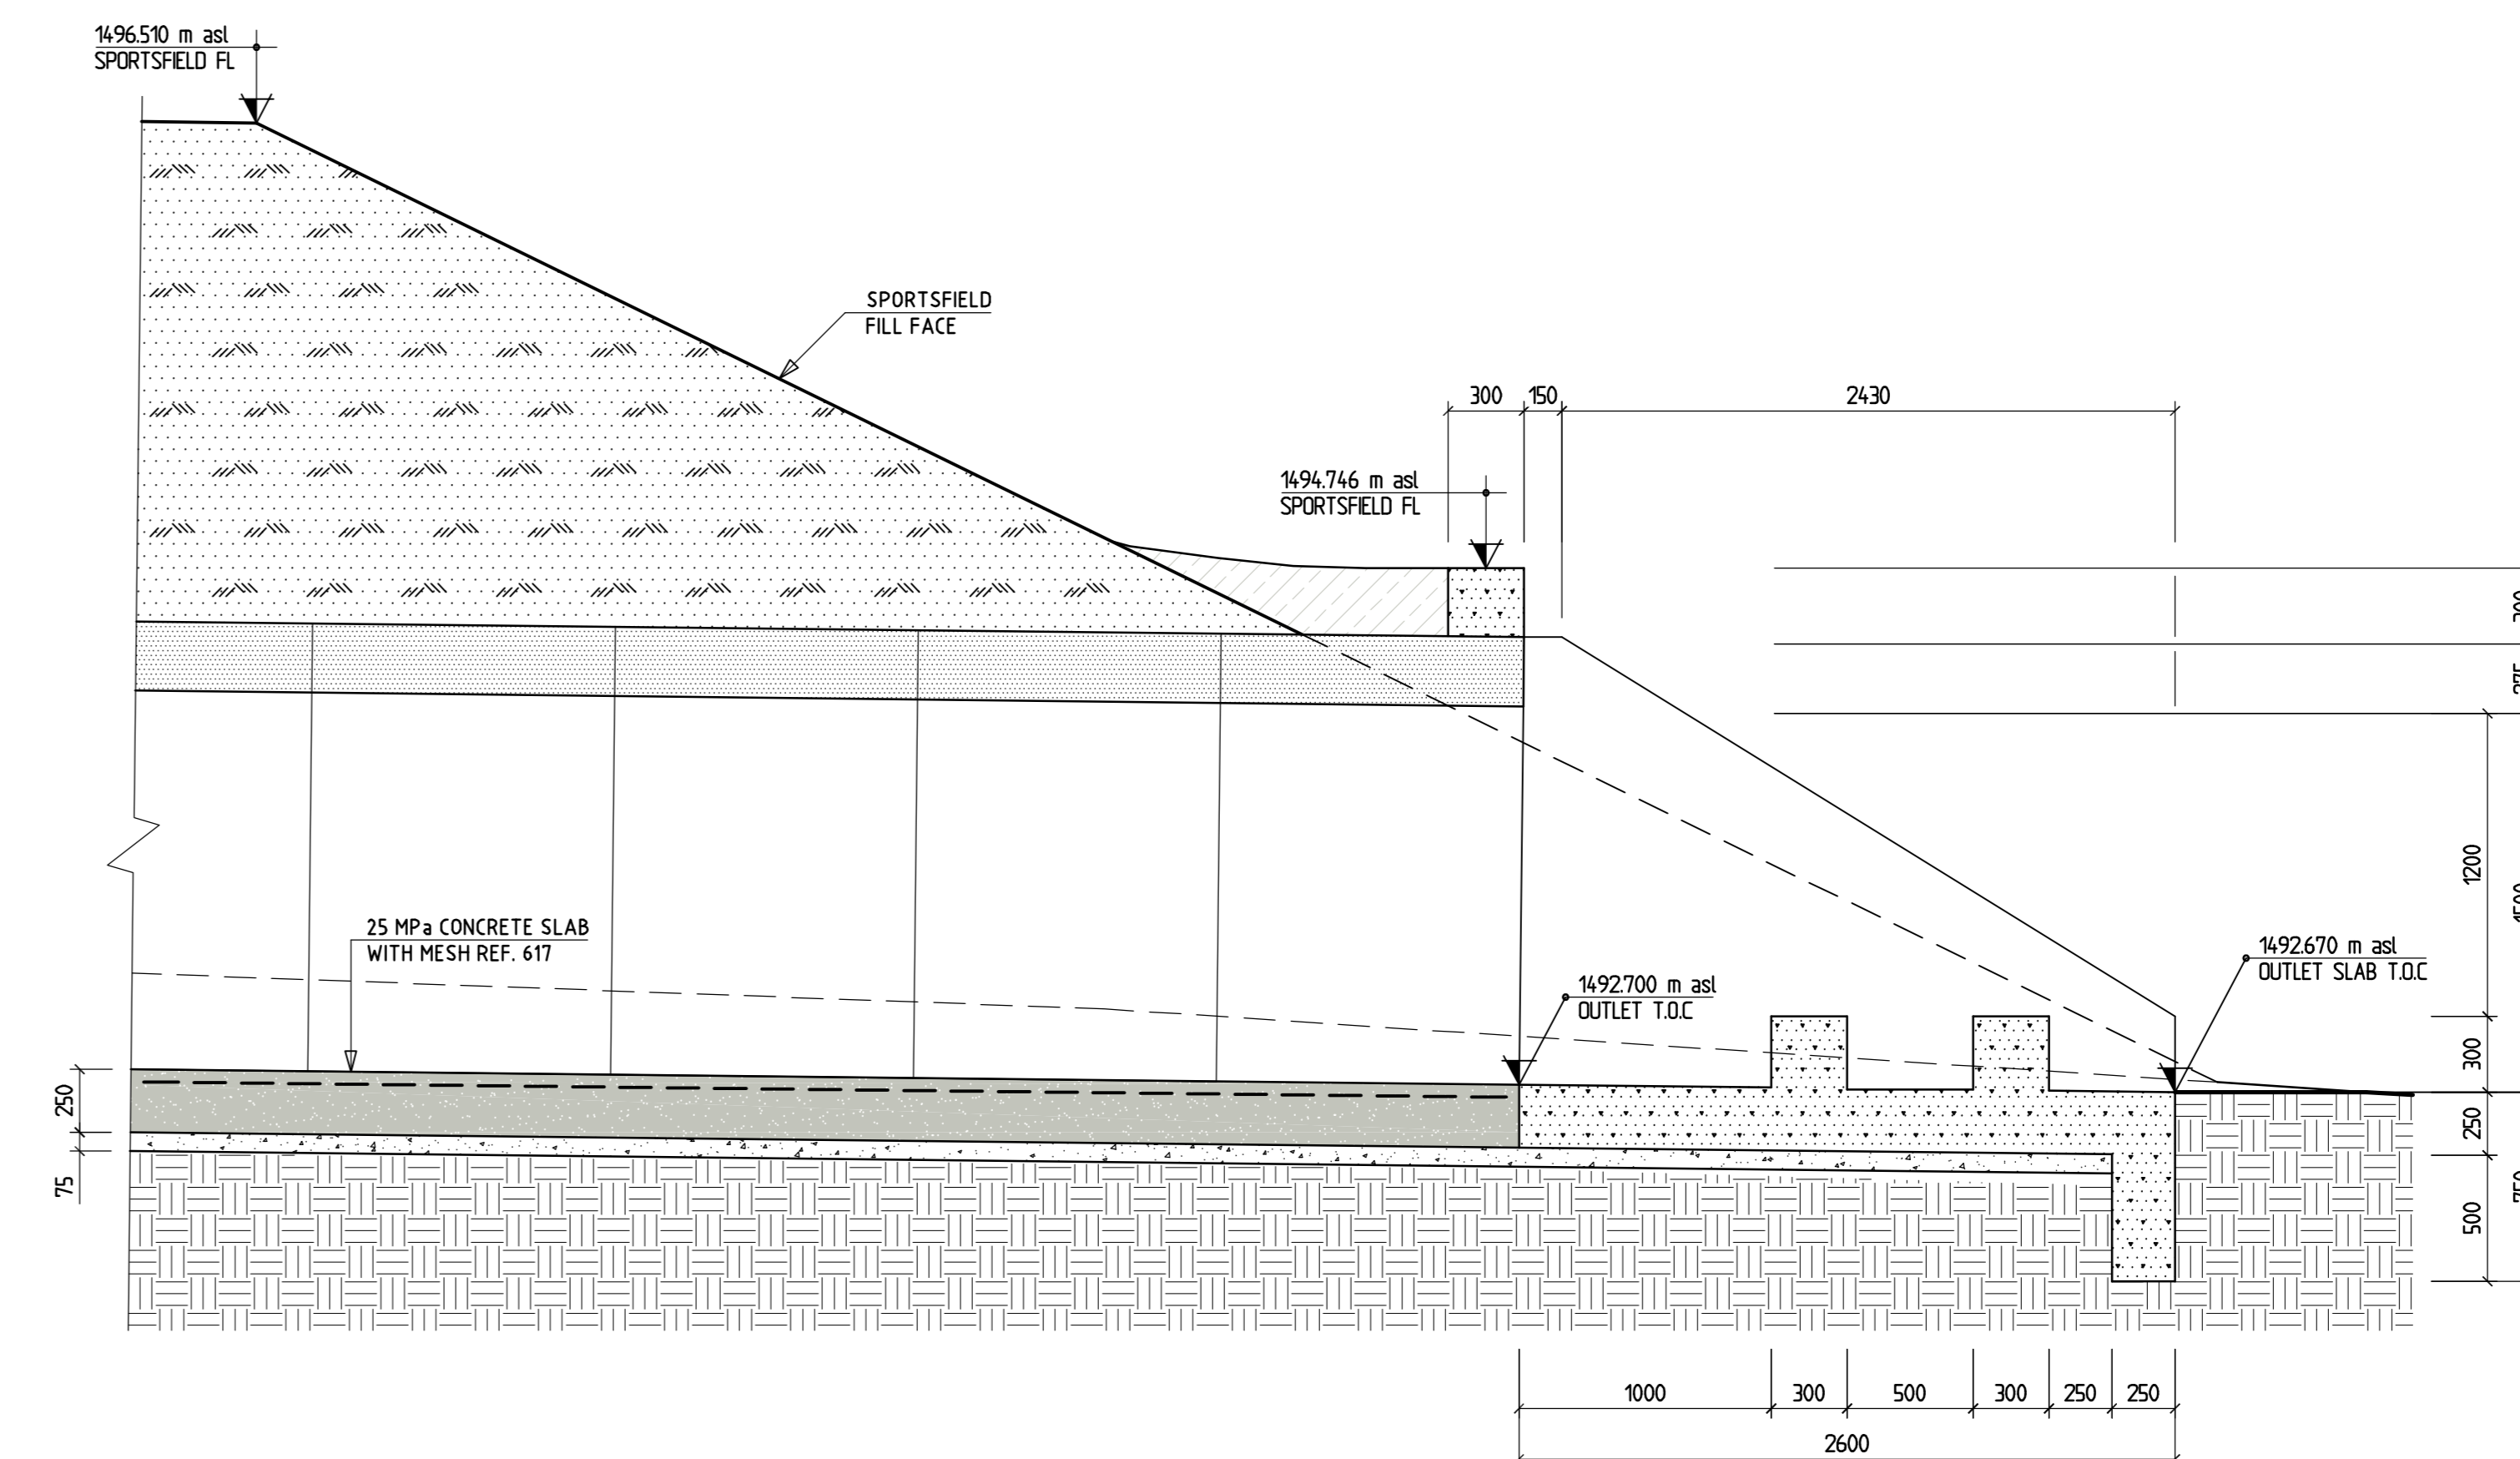 1496.510 m asl
SPORTSFIELD FL
SPORTSFIELD
FILL FACE
300 150 2430
1494.746 m asl
SPORTSFIELD FL
1200
25 MPa CONCRETE SLAB
WITH MESH REF. 617
1492.700 m asl
OUTLET T.O.C
1492.670 m asl
OUTLET SLAB T.O.C
300
250
75
250
500
1000 300 500 300 250 250
2600